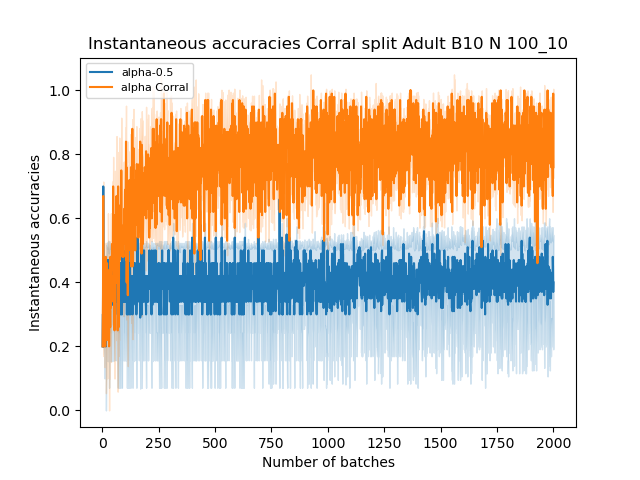 Instantaneous accuracies Corral split Adult B10 N 100_10
alpha-0.5
alpha Corral
1.0
0.8
0.6
0.4
0.2
0.0
Instantaneous accuracies
0 250 500 750 1000 1250 1500 1750 2000
Number of batches